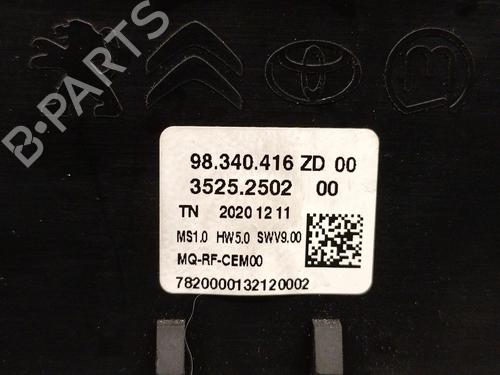 B-PARTS
98.340.416 ZD 00
3525.2502 00
TN 2020 12 11
MS1.0 HW5.0 SWV9.00
MQ-RF-CEM00
7820000132120002